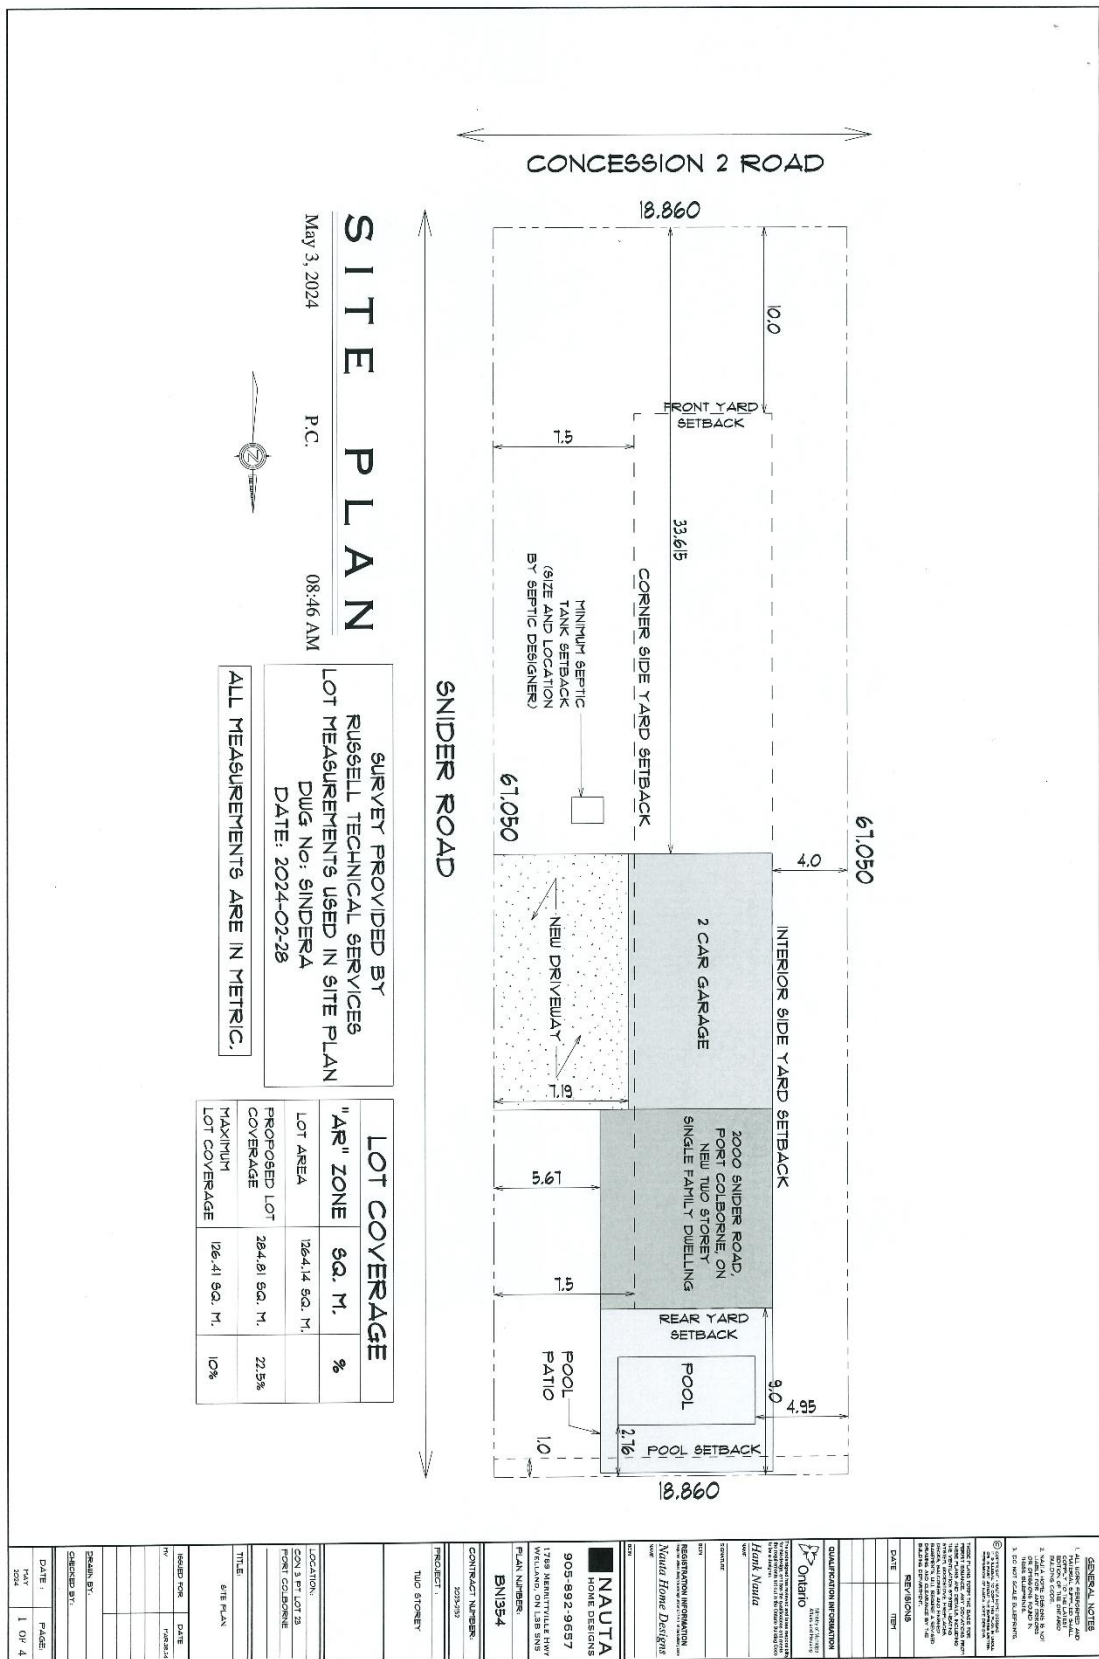 CONCESSION 2 ROAD
18.860
10.0
FRONT YARD
SETBACK
7.5
33.615
CORNER SIDE YARD SETBACK
MINIMUM SEPTIC
TANK SETBACK
(SIZE AND LOCATION
BY SEPTIC DESIGNER)
67.050
67.050
4.0
INTERIOR SIDE YARD SETBACK
2 CAR GARAGE
NEW DRIVEWAY
7.19
2000 SNIDER ROAD,
PORT COLBORNE, ON
NEW TWO STOREY
SINGLE FAMILY DWELLING
5.67
7.5
REAR YARD
SETBACK
9.0
4.95
POOL
POOL
PATIO
2.76
POOL SETBACK
1.0
18.860
SNIDER ROAD
SITE PLAN
May 3, 2024 P.C. 08:46 AM
N
SURVEY PROVIDED BY
RUSSELL TECHNICAL SERVICES
LOT MEASUREMENTS USED IN SITE PLAN
DWG No: SINDERA
DATE: 2024-02-28
ALL MEASUREMENTS ARE IN METRIC.
LOT COVERAGE
"AR" ZONE SQ. M. %
LOT AREA 1264.14 SQ. M.
PROPOSED LOT
COVERAGE 284.81 SQ. M. 22.5%
MAXIMUM
LOT COVERAGE 126.41 SQ. M. 10%
GENERAL NOTES
3. DO NOT SCALE BLUEPRINTS.
REVISIONS
DATE ITEM
QUALIFICATION INFORMATION
Ontario
Hank Nauta
REGISTRATION INFORMATION
Nauta Home Designs
NAUTA
HOME DESIGNS
905-892-9657
1789 MERRITTVILLE HWY
WELLAND, ON L3B 5N5
PLAN NUMBER:
BN1354
CONTRACT NUMBER:
PROJECT:
TWO STOREY
LOCATION:
CON 3 PT LOT 23
PORT COLBORNE
TITLE:
SITE PLAN
ISSUED FOR DATE
DRAWN BY:
CHECKED BY:
DATE: PAGE:
MAY
2024 1 OF 4